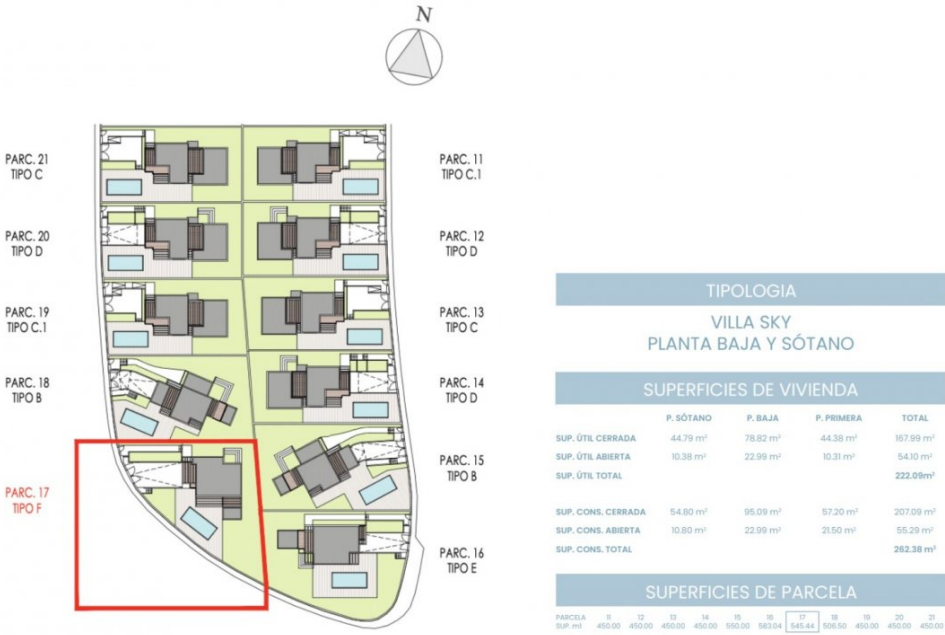 N
PARC. 21
TIPO C
PARC. 20
TIPO D
PARC. 19
TIPO C.1
PARC. 18
TIPO B
PARC. 17
TIPO F
PARC. 11
TIPO C.1
PARC. 12
TIPO D
PARC. 13
TIPO C
PARC. 14
TIPO D
PARC. 15
TIPO B
PARC. 16
TIPO E
TIPOLOGIA
VILLA SKY
PLANTA BAJA Y SÓTANO
SUPERFICIES DE VIVIENDA
P. SÓTANO P. BAJA P. PRIMERA TOTAL
SUP. ÚTIL CERRADA 44.79 m² 78.82 m² 44.38 m² 167.99 m²
SUP. ÚTIL ABIERTA 10.38 m² 22.99 m² 10.31 m² 54.10 m²
SUP. ÚTIL TOTAL 222.09m²
SUP. CONS. CERRADA 54.80 m² 95.09 m² 57.20 m² 207.09 m²
SUP. CONS. ABIERTA 10.80 m² 22.99 m² 21.50 m² 55.29 m²
SUP. CONS. TOTAL 262.38 m²
SUPERFICIES DE PARCELA
PARCELA 11 12 13 14 15 16 17 18 19 20 21
SUP. m² 450.00 450.00 450.00 450.00 550.00 583.04 545.44 506.50 450.00 450.00 450.00